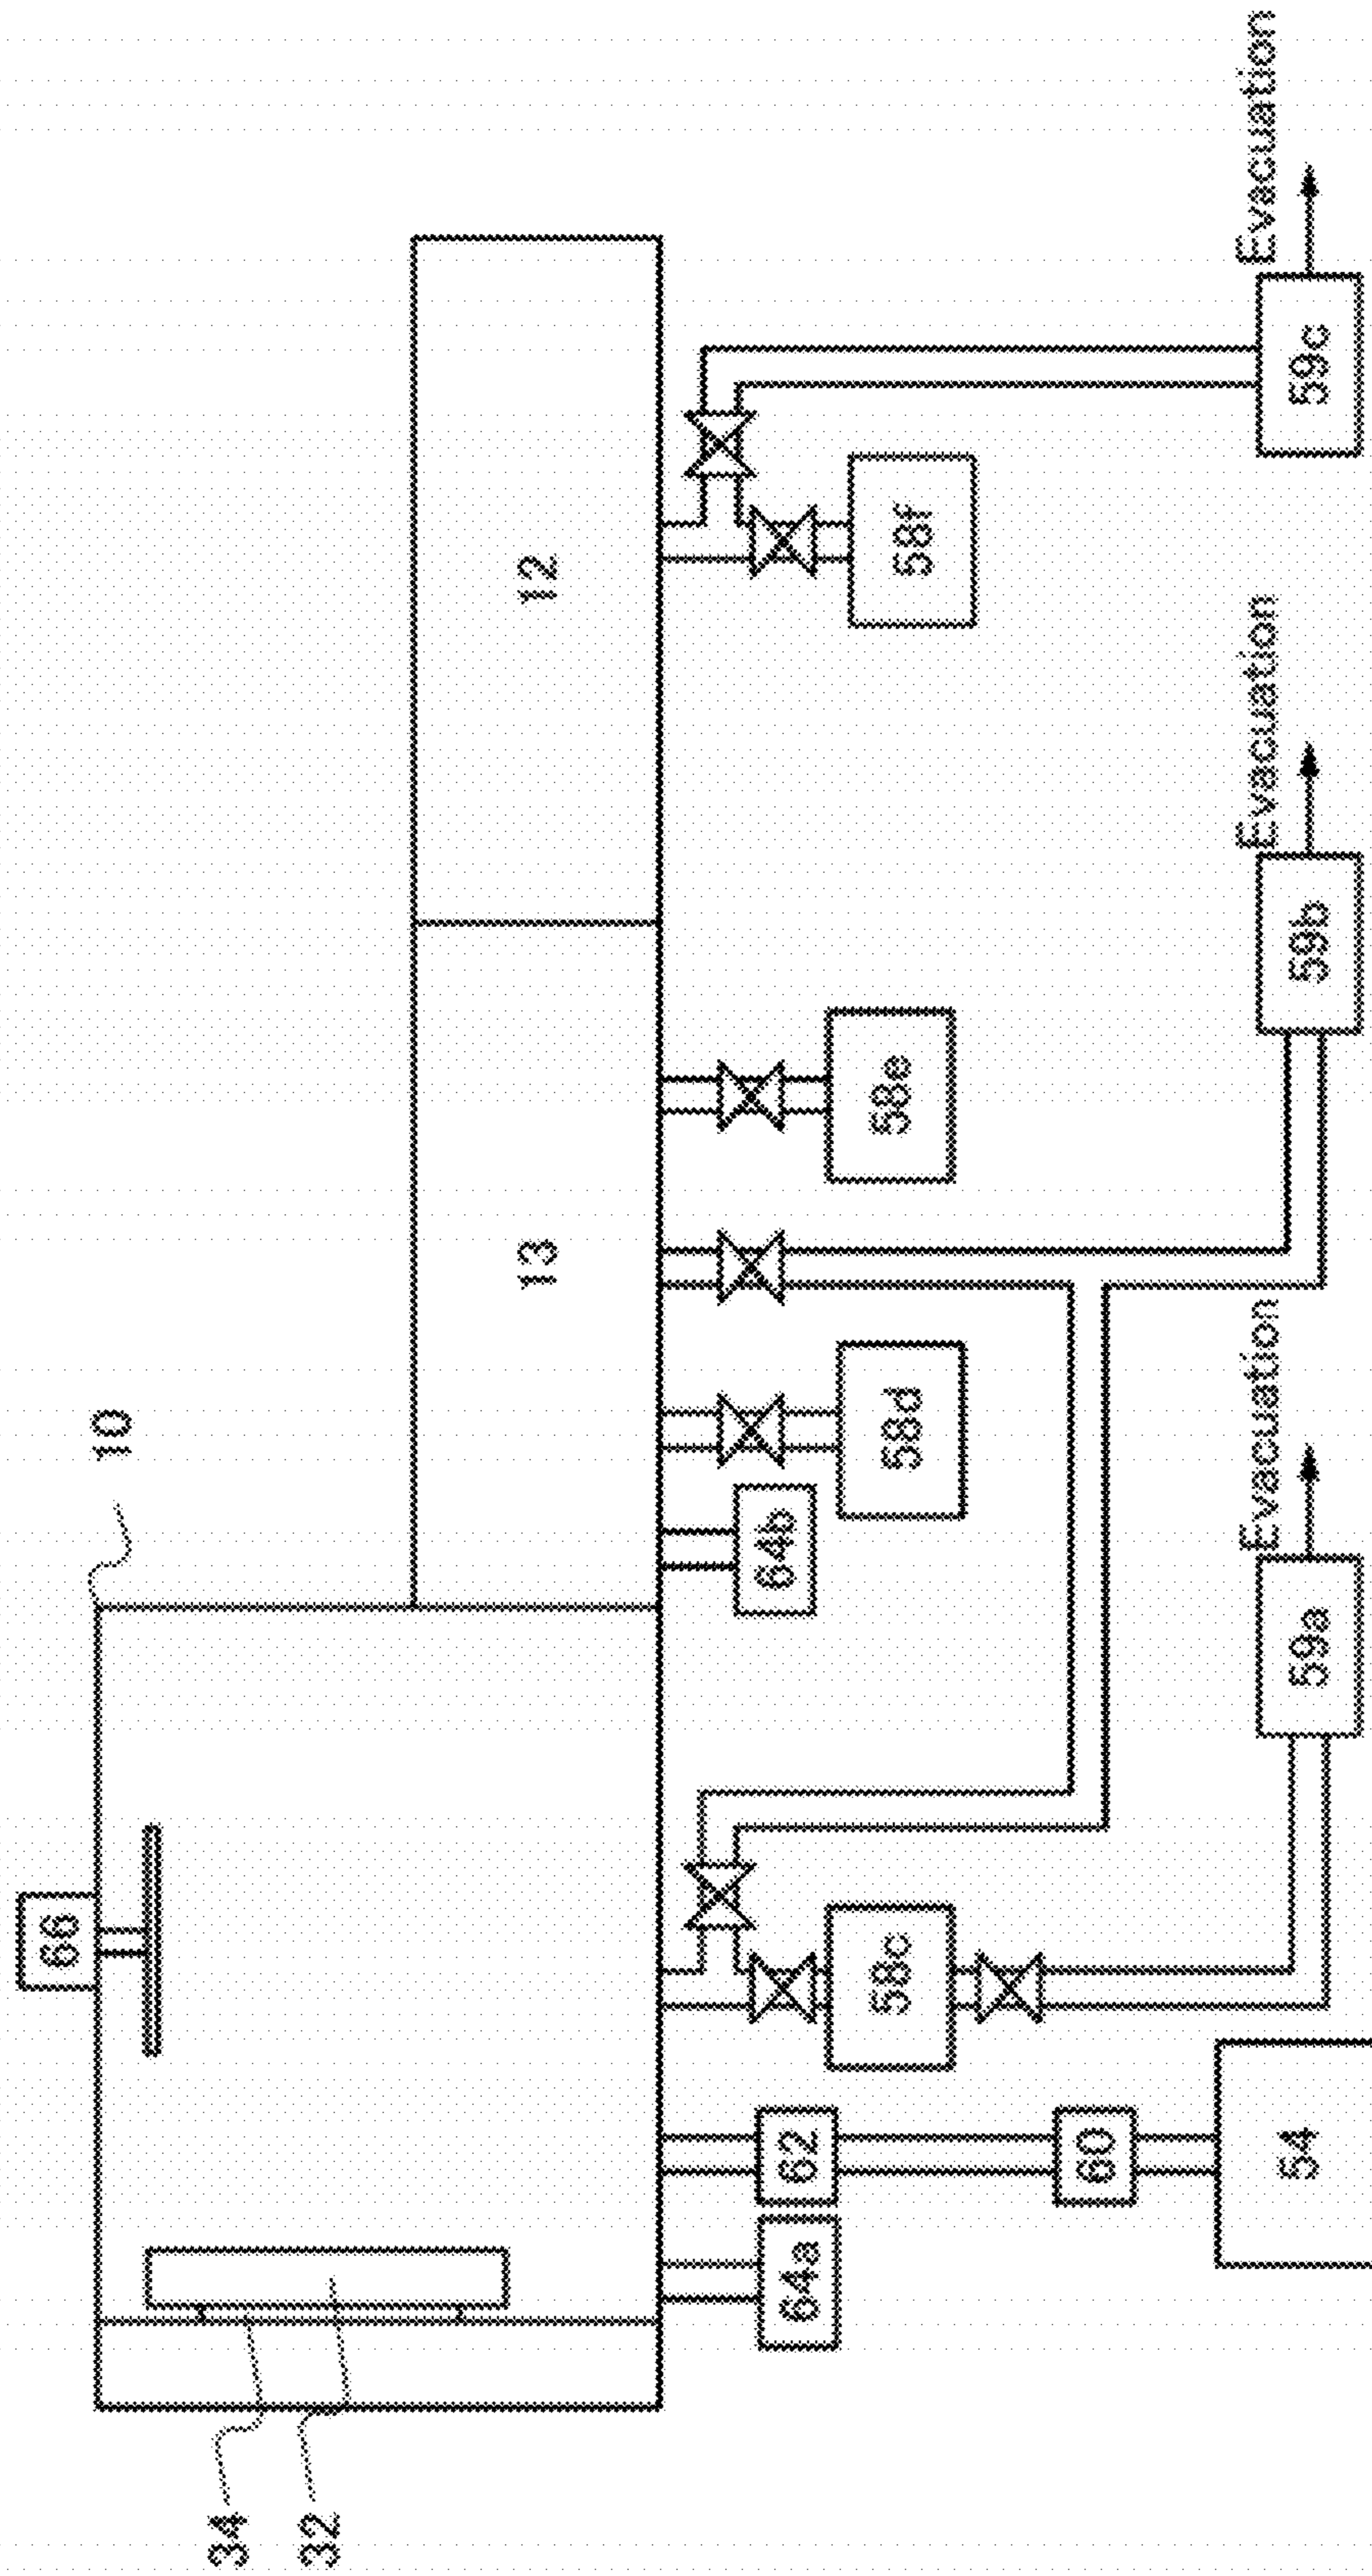 10
66
34
32
13
12
64a
62
60
54
58c
64b
58d
58e
58f
59a
Evacuation
59b
Evacuation
59c
Evacuation